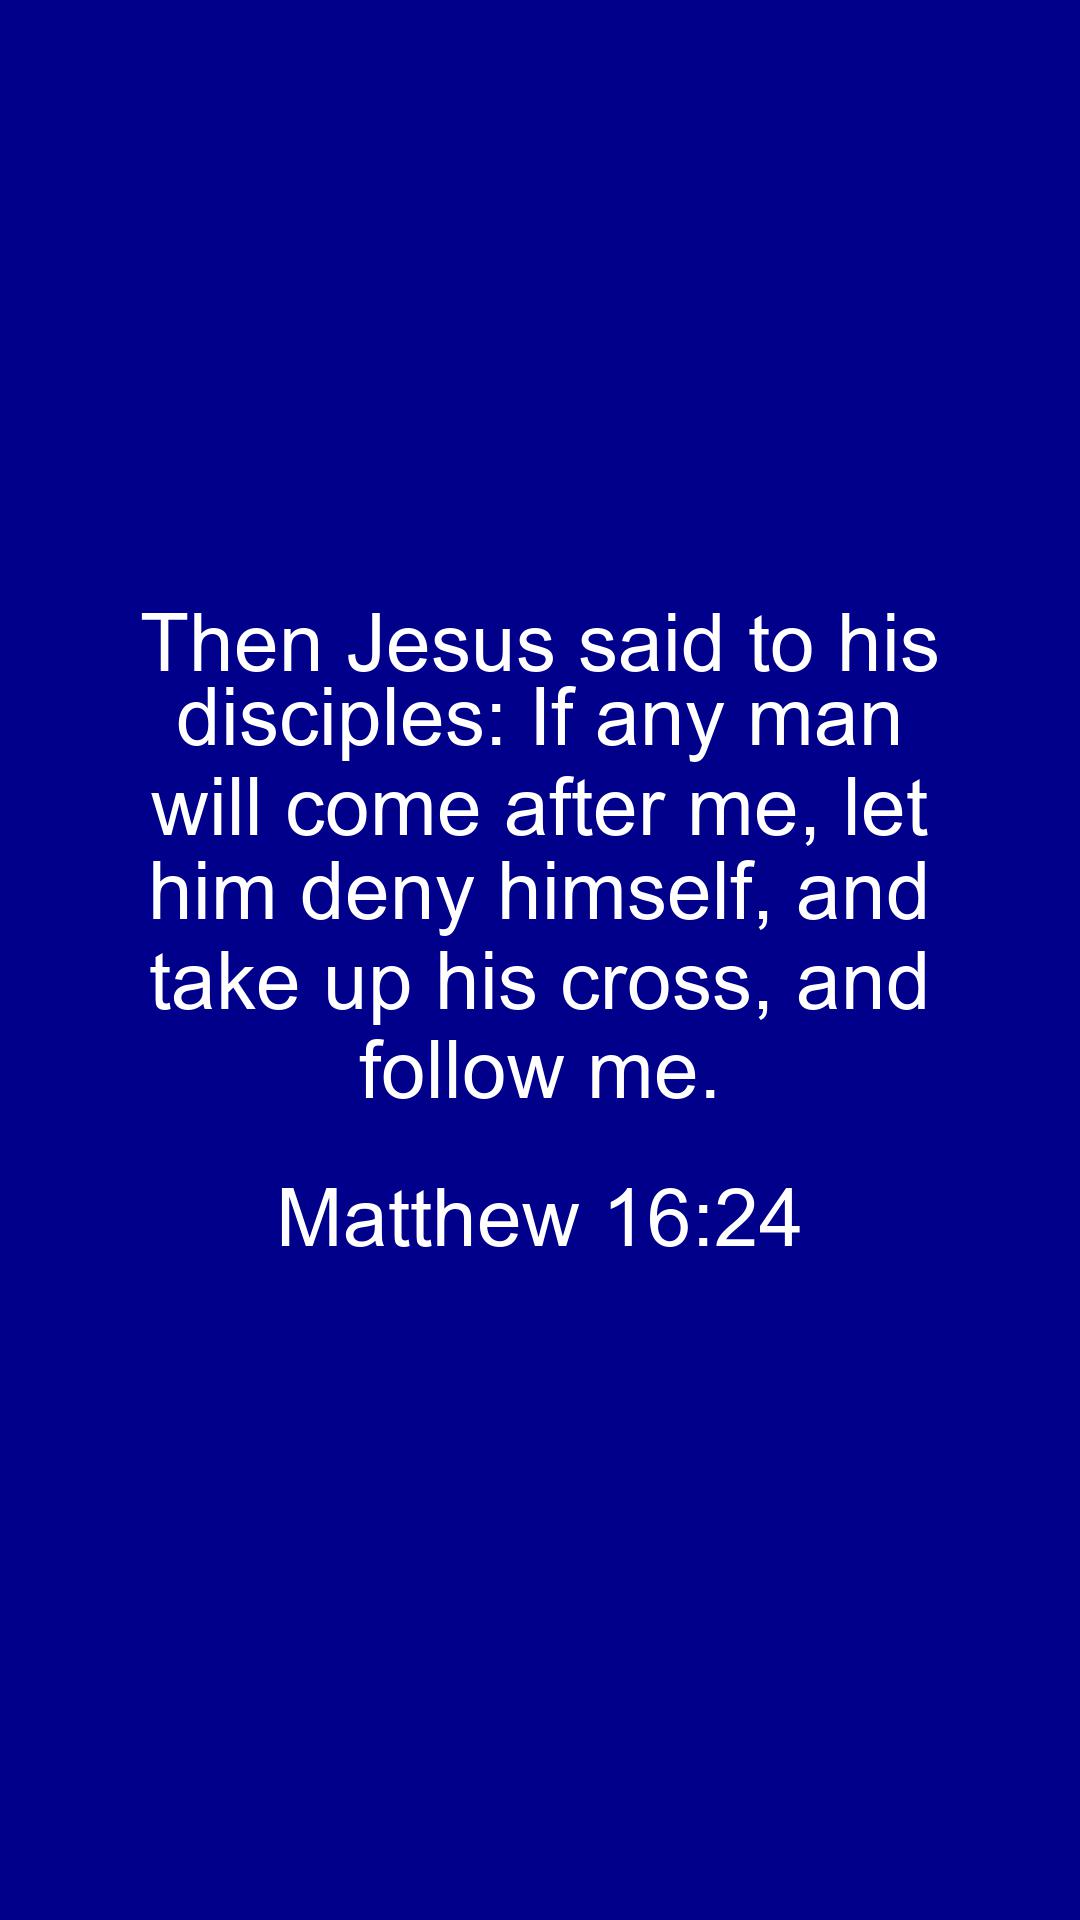 Then Jesus said to his
disciples: If any man
will come after me, let
him deny himself, and
take up his cross, and
follow me.
Matthew 16:24